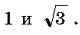 1 и √3 .